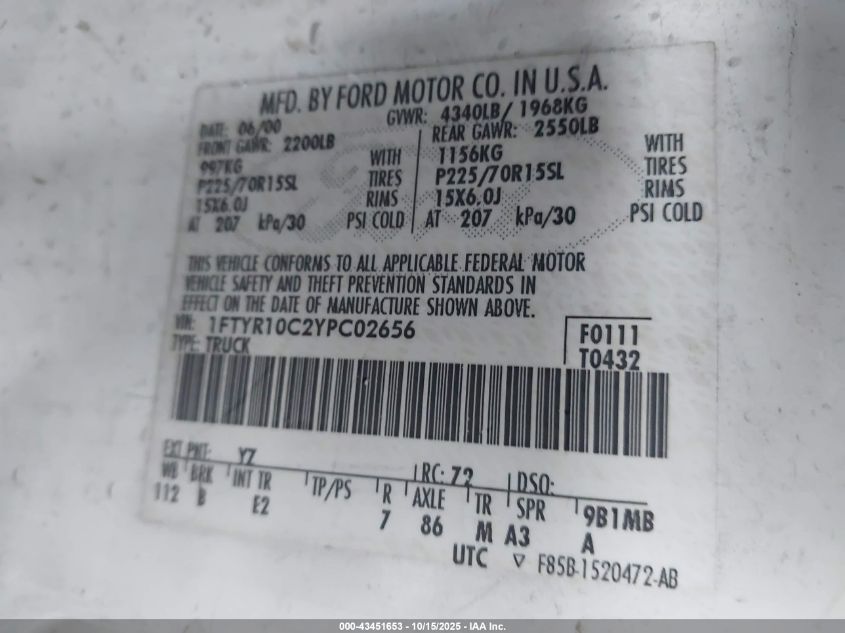 MFD. BY FORD MOTOR CO. IN U.S.A.
DATE: 06/00 GVWR: 4340LB/ 1968KG
FRONT GAWR: 2200LB REAR GAWR: 2550LB
997KG WITH 1156KG WITH
P225/70R15SL TIRES P225/70R15SL TIRES
15X6.0J RIMS 15X6.0J RIMS
AT 207 kPa/30 PSI COLD AT 207 kPa/30 PSI COLD
THIS VEHICLE CONFORMS TO ALL APPLICABLE FEDERAL MOTOR
VEHICLE SAFETY AND THEFT PREVENTION STANDARDS IN
EFFECT ON THE DATE OF MANUFACTURE SHOWN ABOVE.
VIN: 1FTYR10C2YPC02656 F0111
TYPE: TRUCK T0432
EXT PNT: YZ RC: 72 DSO:
WB BRK INT TR TP/PS R AXLE TR SPR 9B1MB
112 B E2 7 86 M A3 A
UTC ▽ F85B-1520472-AB
000-43451653 - 10/15/2025 - IAA Inc.